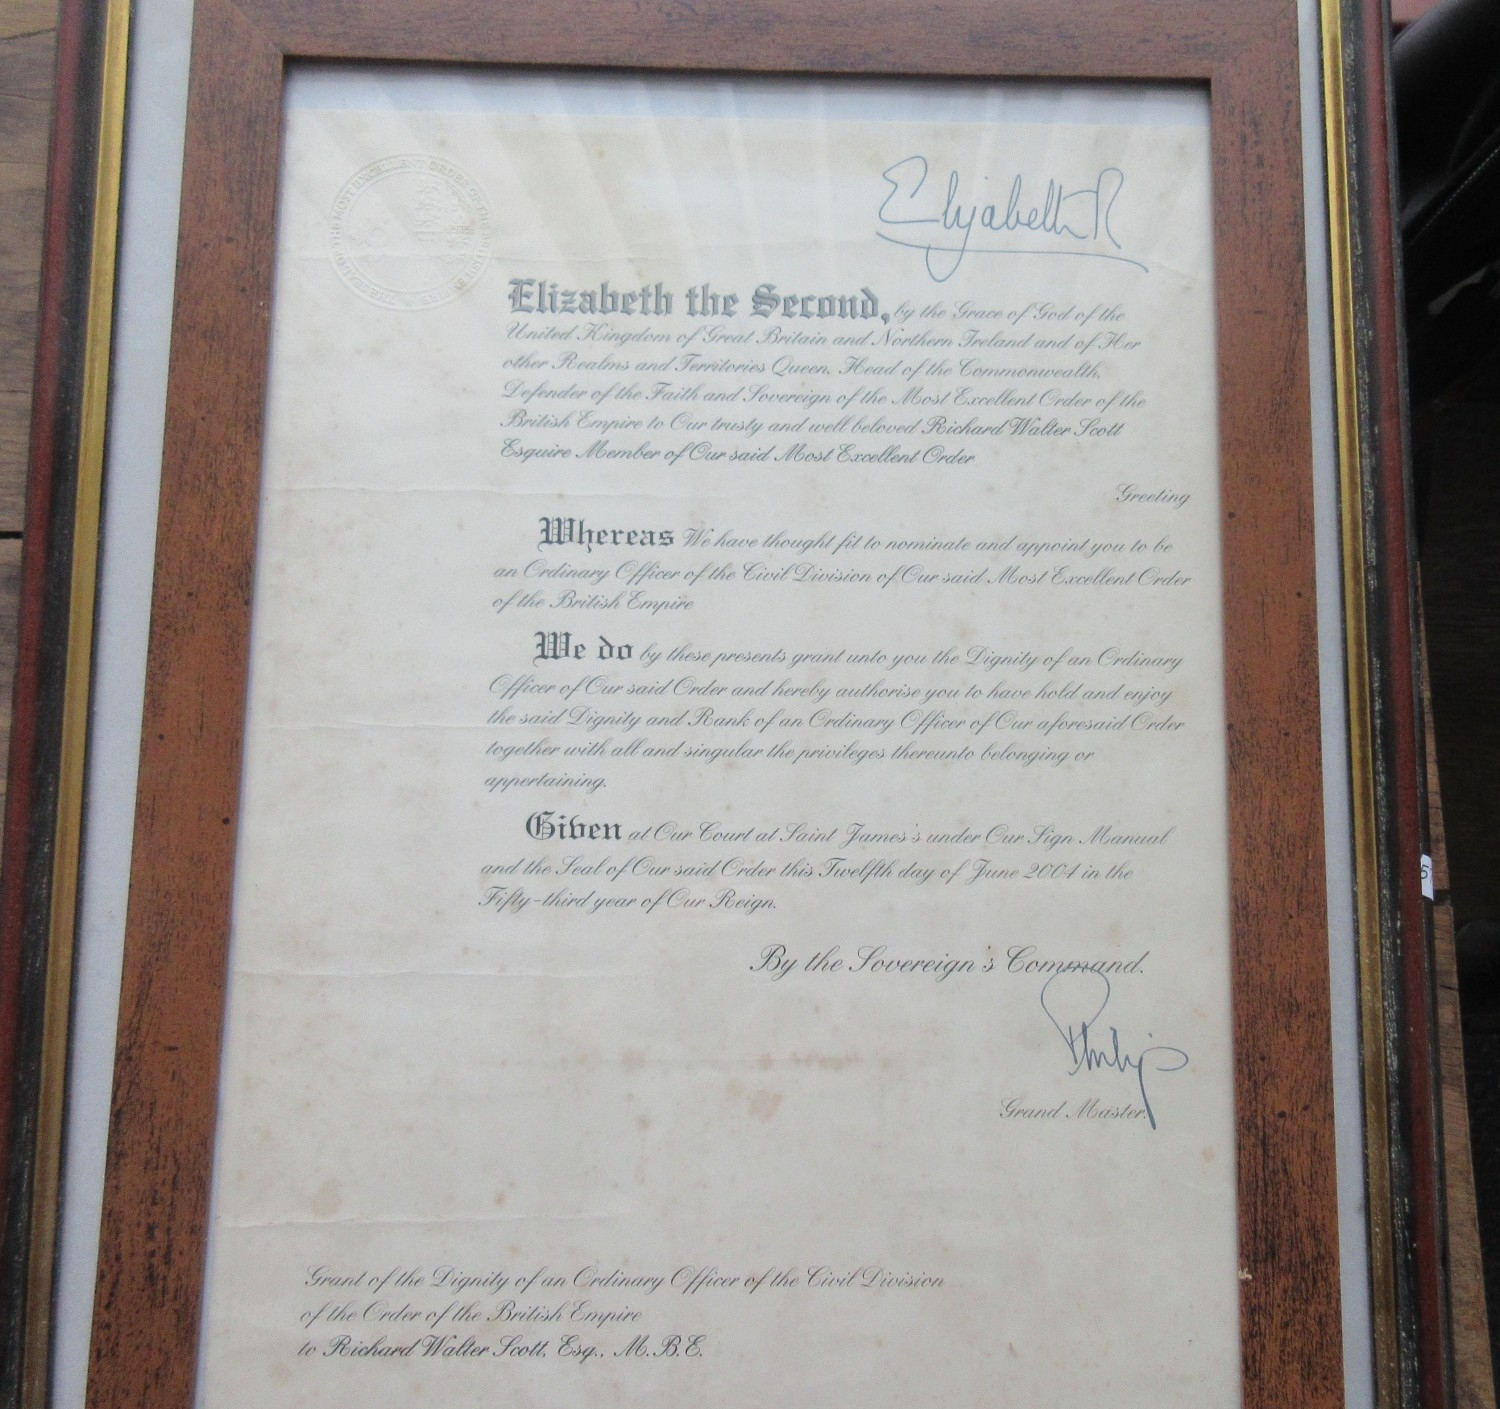 Elizabeth R
Elizabeth the Second, by the Grace of God of the
United Kingdom of Great Britain and Northern Ireland and of Her
other Realms and Territories Queen, Head of the Commonwealth,
Defender of the Faith and Sovereign of the Most Excellent Order of the
British Empire to Our trusty and well beloved Richard Walter Scott
Esquire Member of Our said Most Excellent Order
Greeting
Whereas We have thought fit to nominate and appoint you to be
an Ordinary Officer of the Civil Division of Our said Most Excellent Order
of the British Empire
We do by these presents grant unto you the Dignity of an Ordinary
Officer of Our said Order and hereby authorise you to have hold and enjoy
the said Dignity and Rank of an Ordinary Officer of Our aforesaid Order
together with all and singular the privileges thereunto belonging or
appertaining.
Given at Our Court at Saint James's under Our Sign Manual
and the Seal of Our said Order this Twelfth day of June 2004 in the
Fifty-third year of Our Reign.
By the Sovereign's Command.
Philip
Grand Master.
Grant of the Dignity of an Ordinary Officer of the Civil Division
of the Order of the British Empire
to Richard Walter Scott, Esq., M.B.E.